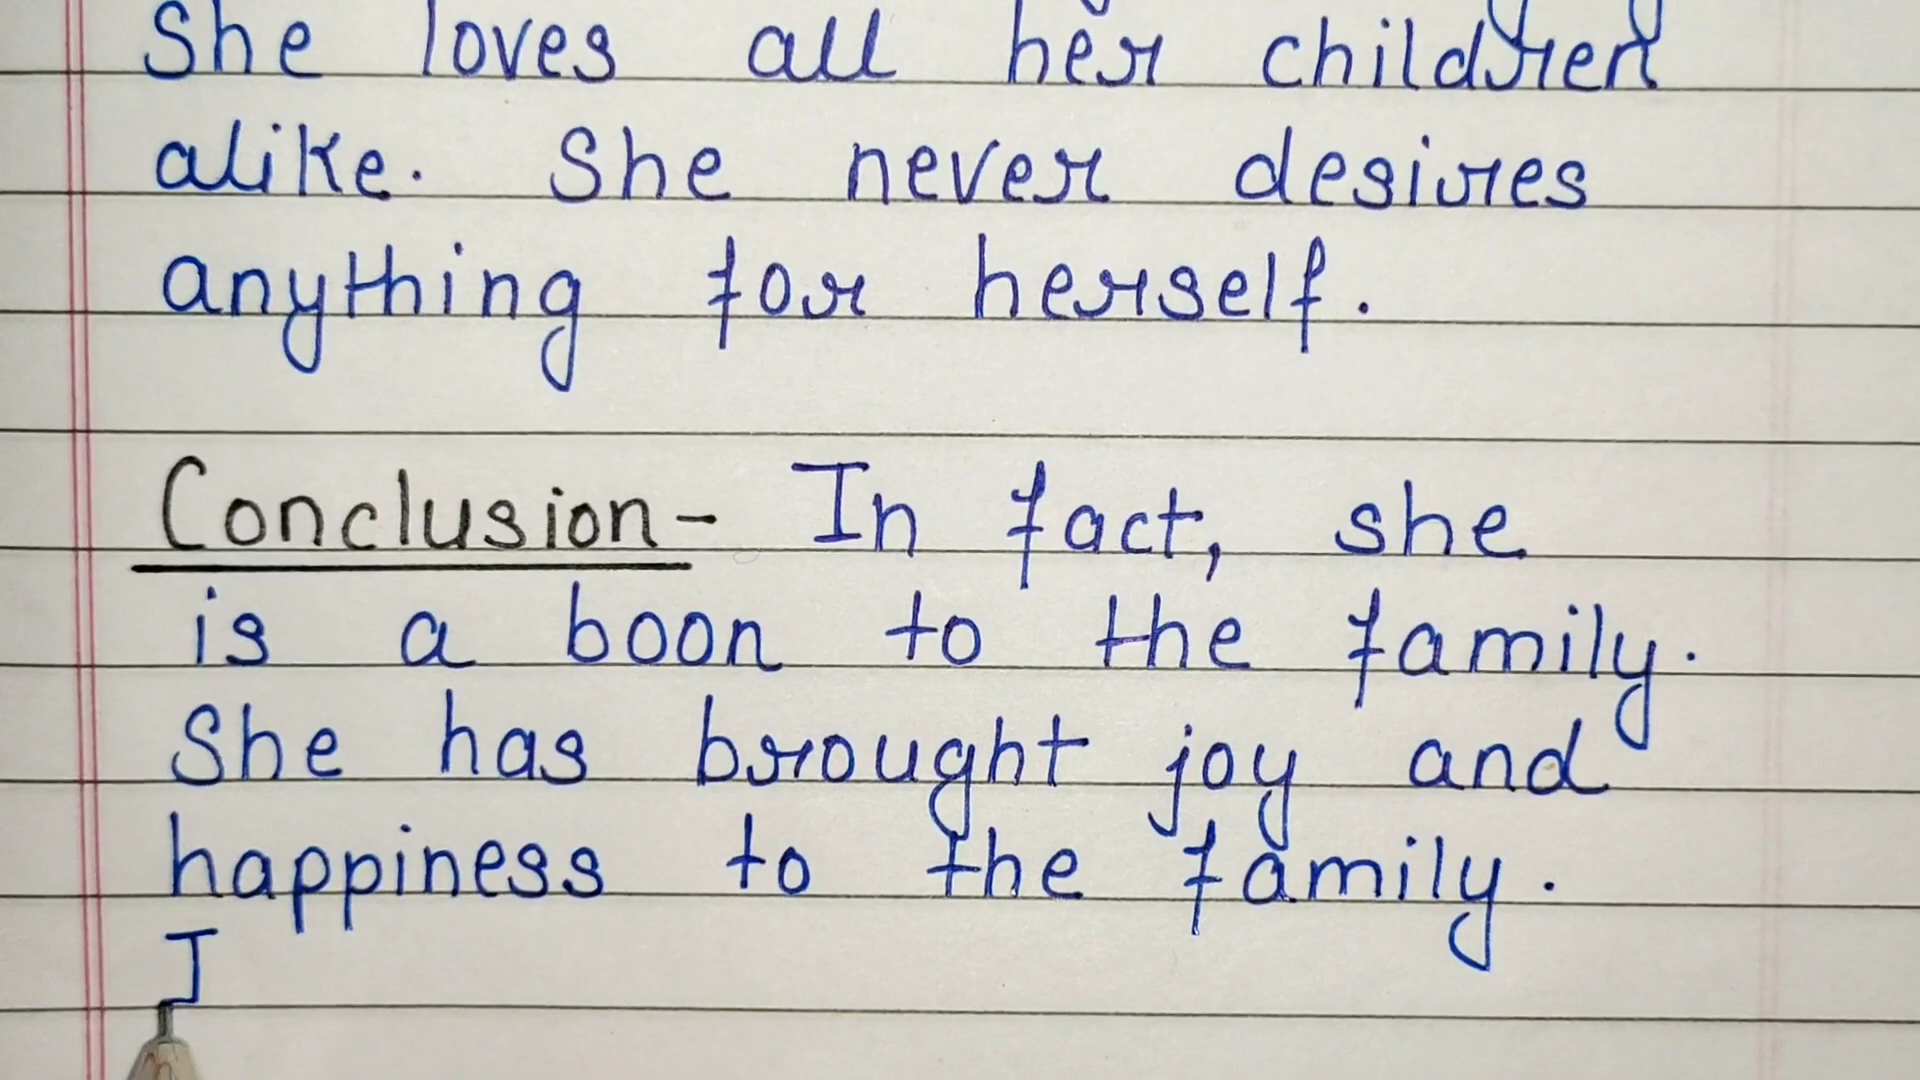 She loves all her children
alike. She never desires
anything for herself.
Conclusion- In fact, she
is a boon to the family.
She has brought joy and
happiness to the family.
I